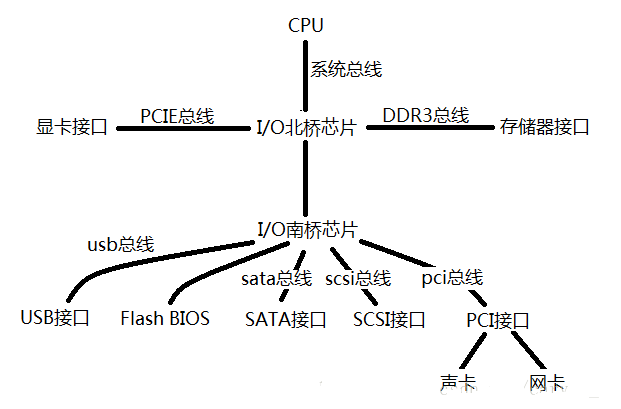 CPU
系统总线
PCIE总线
DDR3总线
显卡接口
I/O北桥芯片
存储器接口
I/O南桥芯片
usb总线
sata总线
scsi总线
pci总线
USB接口
Flash BIOS
SATA接口
SCSI接口
PCI接口
声卡
网卡